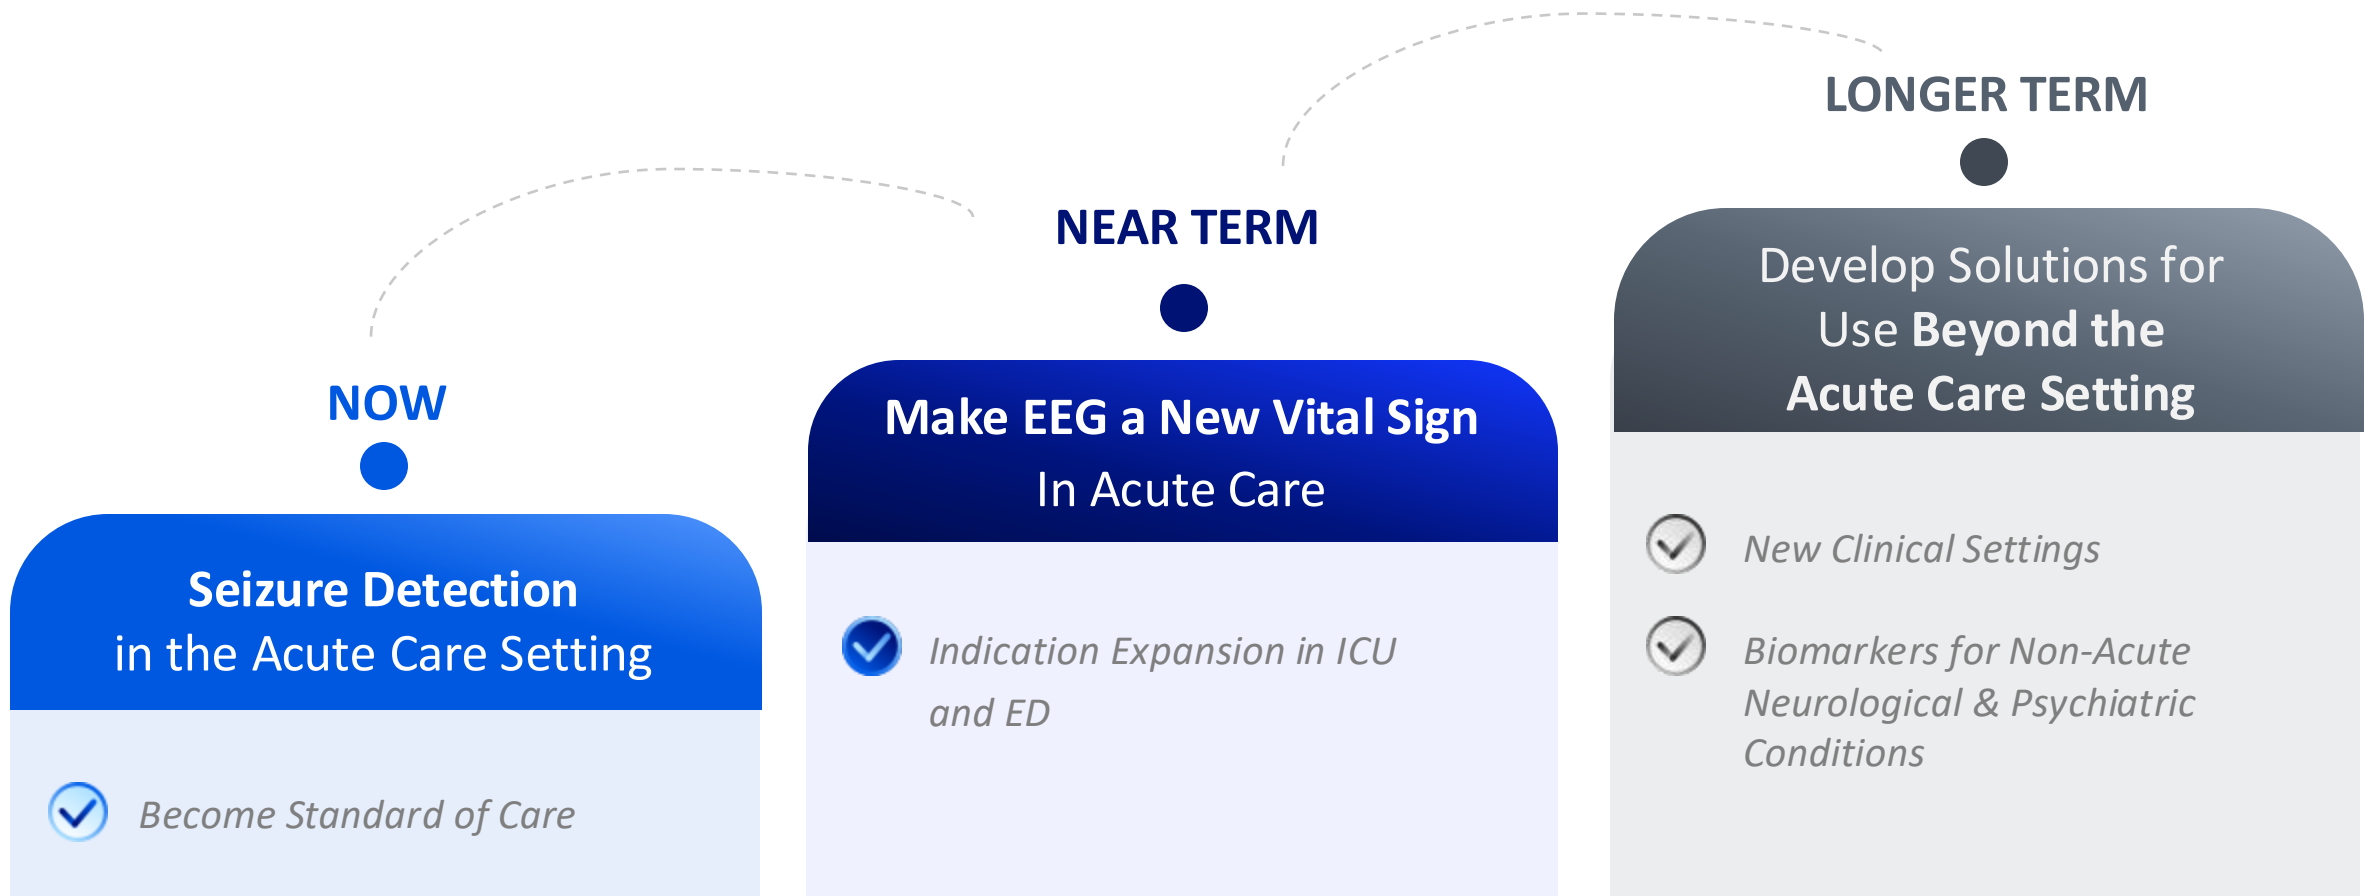 NOW
Seizure Detection
in the Acute Care Setting
Become Standard of Care
NEAR TERM
Make EEG a New Vital Sign
In Acute Care
Indication Expansion in ICU
and ED
LONGER TERM
Develop Solutions for
Use Beyond the
Acute Care Setting
New Clinical Settings
Biomarkers for Non-Acute
Neurological & Psychiatric
Conditions